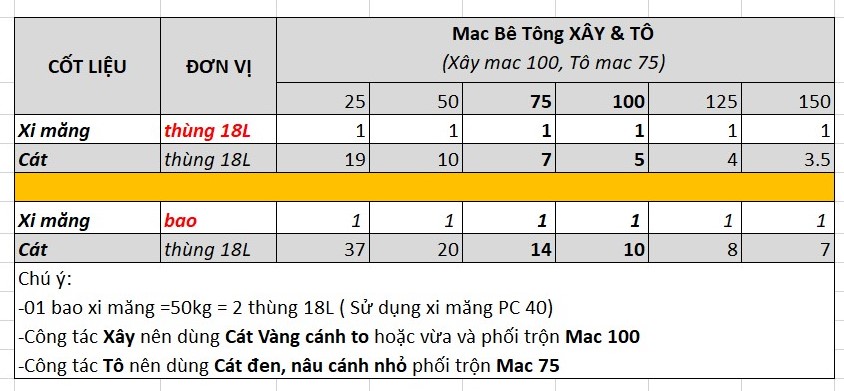 CỐT LIỆU ĐƠN VỊ Mac Bê Tông XÂY & TÔ
(Xây mac 100, Tô mac 75)
25 50 75 100 125 150
Xi măng thùng 18L 1 1 1 1 1 1
Cát thùng 18L 19 10 7 5 4 3.5
Xi măng bao 1 1 1 1 1 1
Cát thùng 18L 37 20 14 10 8 7
Chú ý:
-01 bao xi măng =50kg = 2 thùng 18L ( Sử dụng xi măng PC 40)
-Công tác Xây nên dùng Cát Vàng cánh to hoặc vừa và phối trộn Mac 100
-Công tác Tô nên dùng Cát đen, nâu cánh nhỏ phối trộn Mac 75